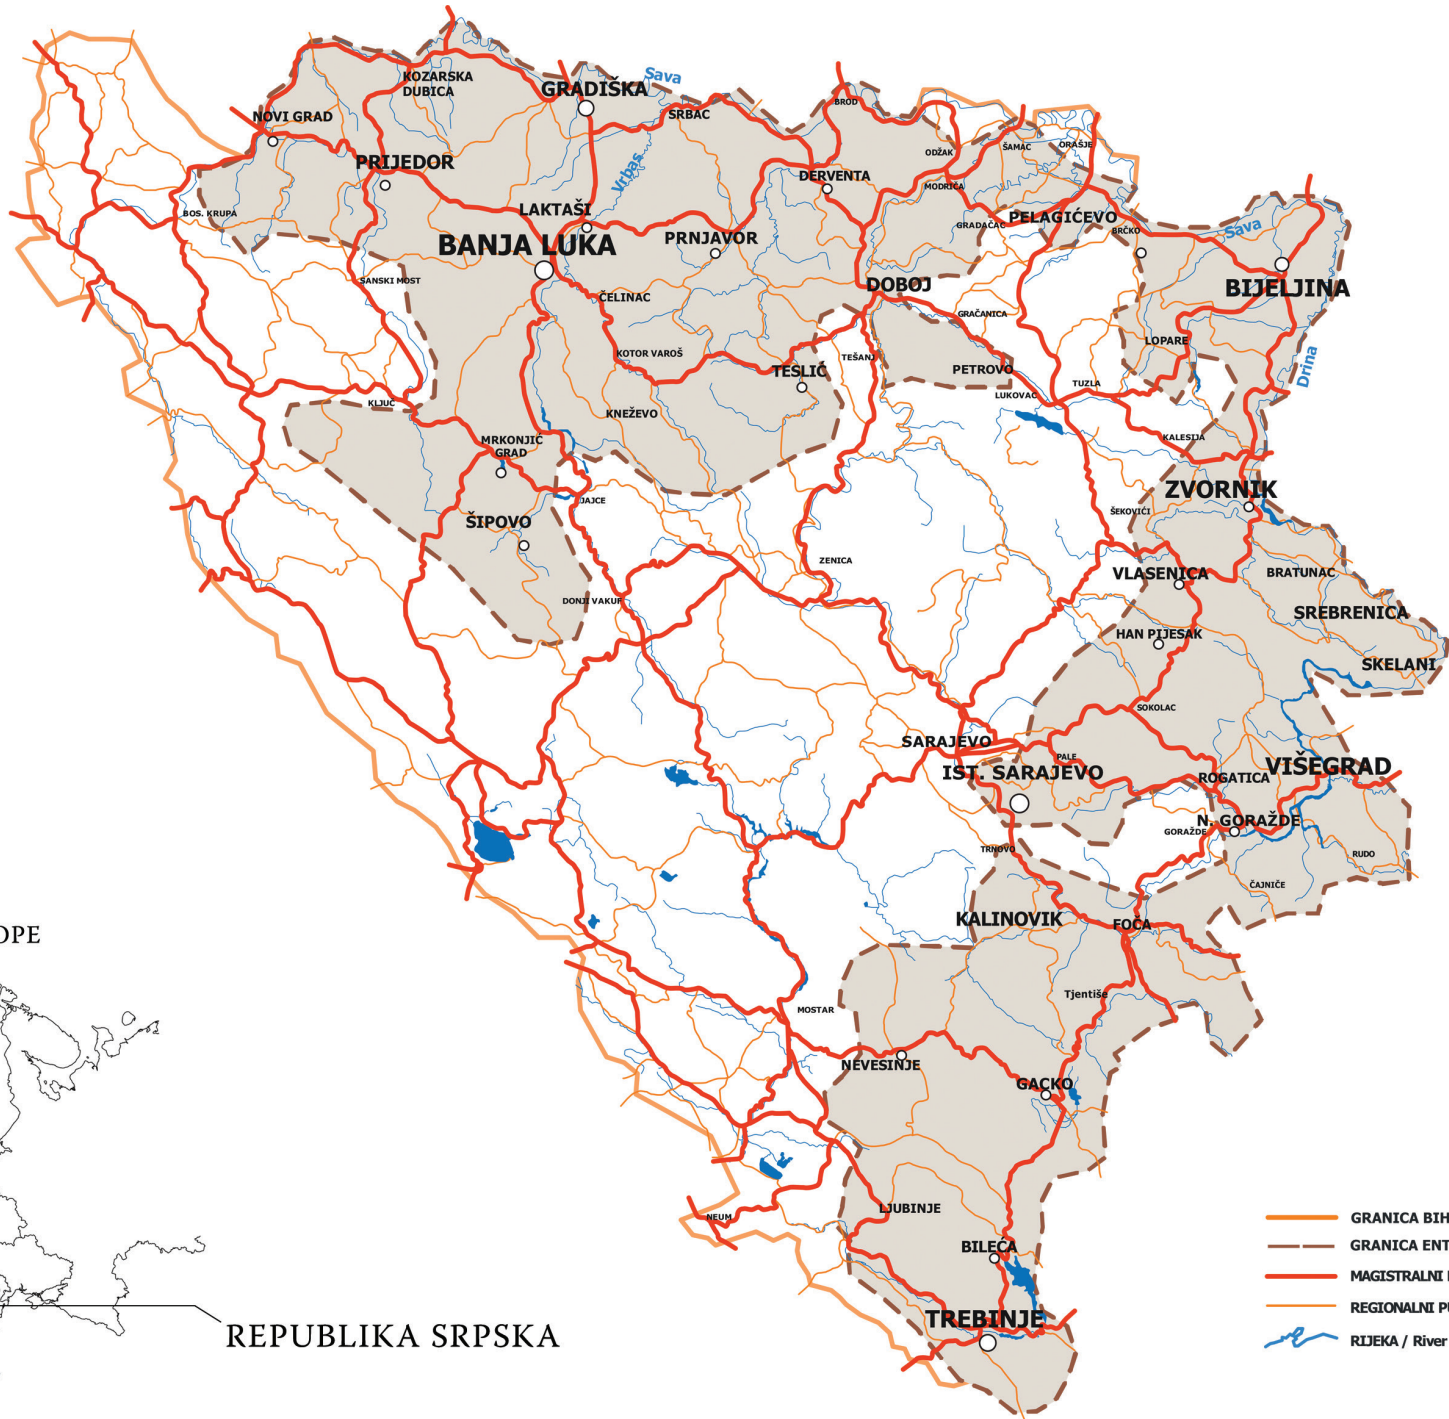 KOZARSKA
DUBICA
GRADIŠKA
Sava
NOVI GRAD
SRBAC
BROD
PRIJEDOR
Vrbas
DERVENTA
ODŽAK
ŠAMAC
ORAŠJE
MODRIČA
BOS. KRUPA
LAKTAŠI
BANJA LUKA
PRNJAVOR
GRADAČAC
PELAGIĆEVO
BRČKO
Sava
SANSKI MOST
ČELINAC
DOBOJ
BIJELJINA
GRAČANICA
LOPARE
KOTOR VAROŠ
TEŠANJ
TESLIĆ
PETROVO
Drina
TUZLA
LUKOVAC
KLJUČ
KNEŽEVO
MRKONJIĆ
GRAD
KALESIJA
ZVORNIK
JAJCE
ŠIPOVO
ŠEKOVIĆI
ZENICA
VLASENICA
BRATUNAC
DONJI VAKUF
SREBRENICA
HAN PIJESAK
SKELANI
SOKOLAC
SARAJEVO
PALE
IST. SARAJEVO
ROGATICA
VIŠEGRAD
N. GORAŽDE
GORAŽDE
TRNOVO
RUDO
ČAJNIČE
KALINOVIK
FOČA
OPE
Tjentiše
MOSTAR
NEVESINJE
GACKO
LJUBINJE
NEUM
BILEĆA
TREBINJE
GRANICA BIH
GRANICA ENT
MAGISTRALNI
REGIONALNI PU
RIJEKA / River
REPUBLIKA SRPSKA